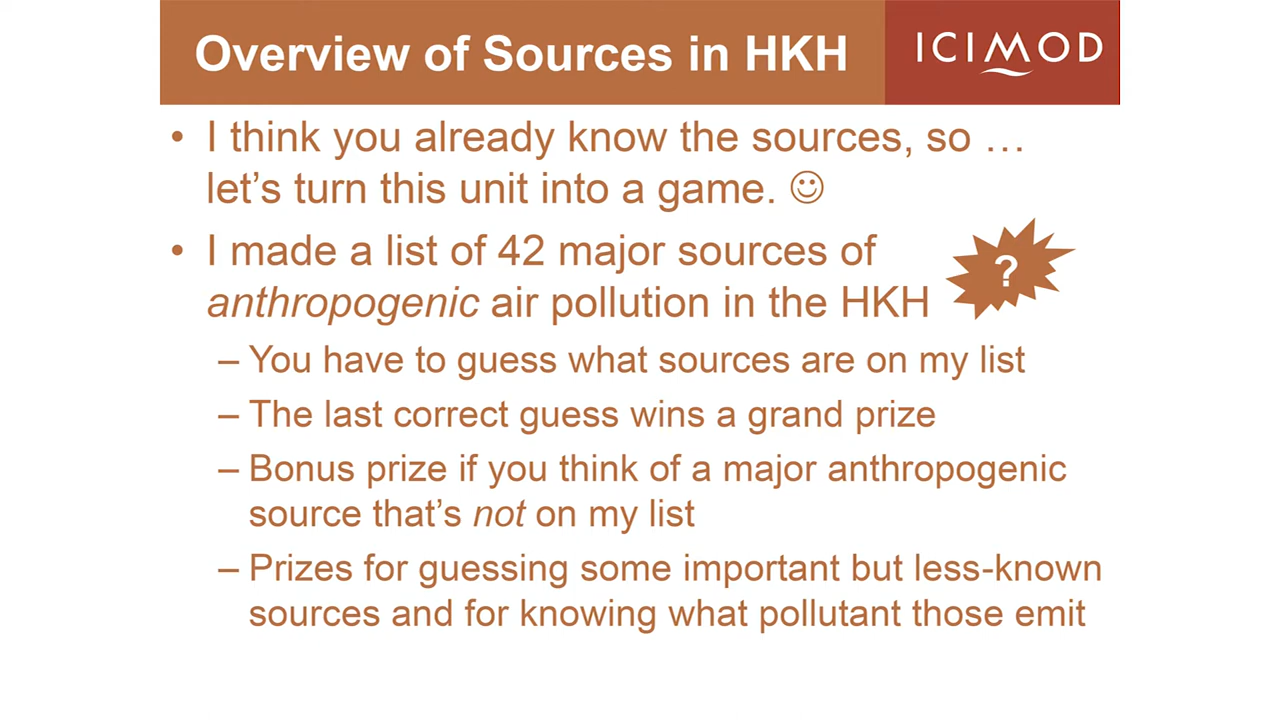 Overview of Sources in HKH
ICIMOD
• I think you already know the sources, so …
let’s turn this unit into a game. ☺
• I made a list of 42 major sources of
anthropogenic air pollution in the HKH
?
– You have to guess what sources are on my list
– The last correct guess wins a grand prize
– Bonus prize if you think of a major anthropogenic
source that’s not on my list
– Prizes for guessing some important but less-known
sources and for knowing what pollutant those emit